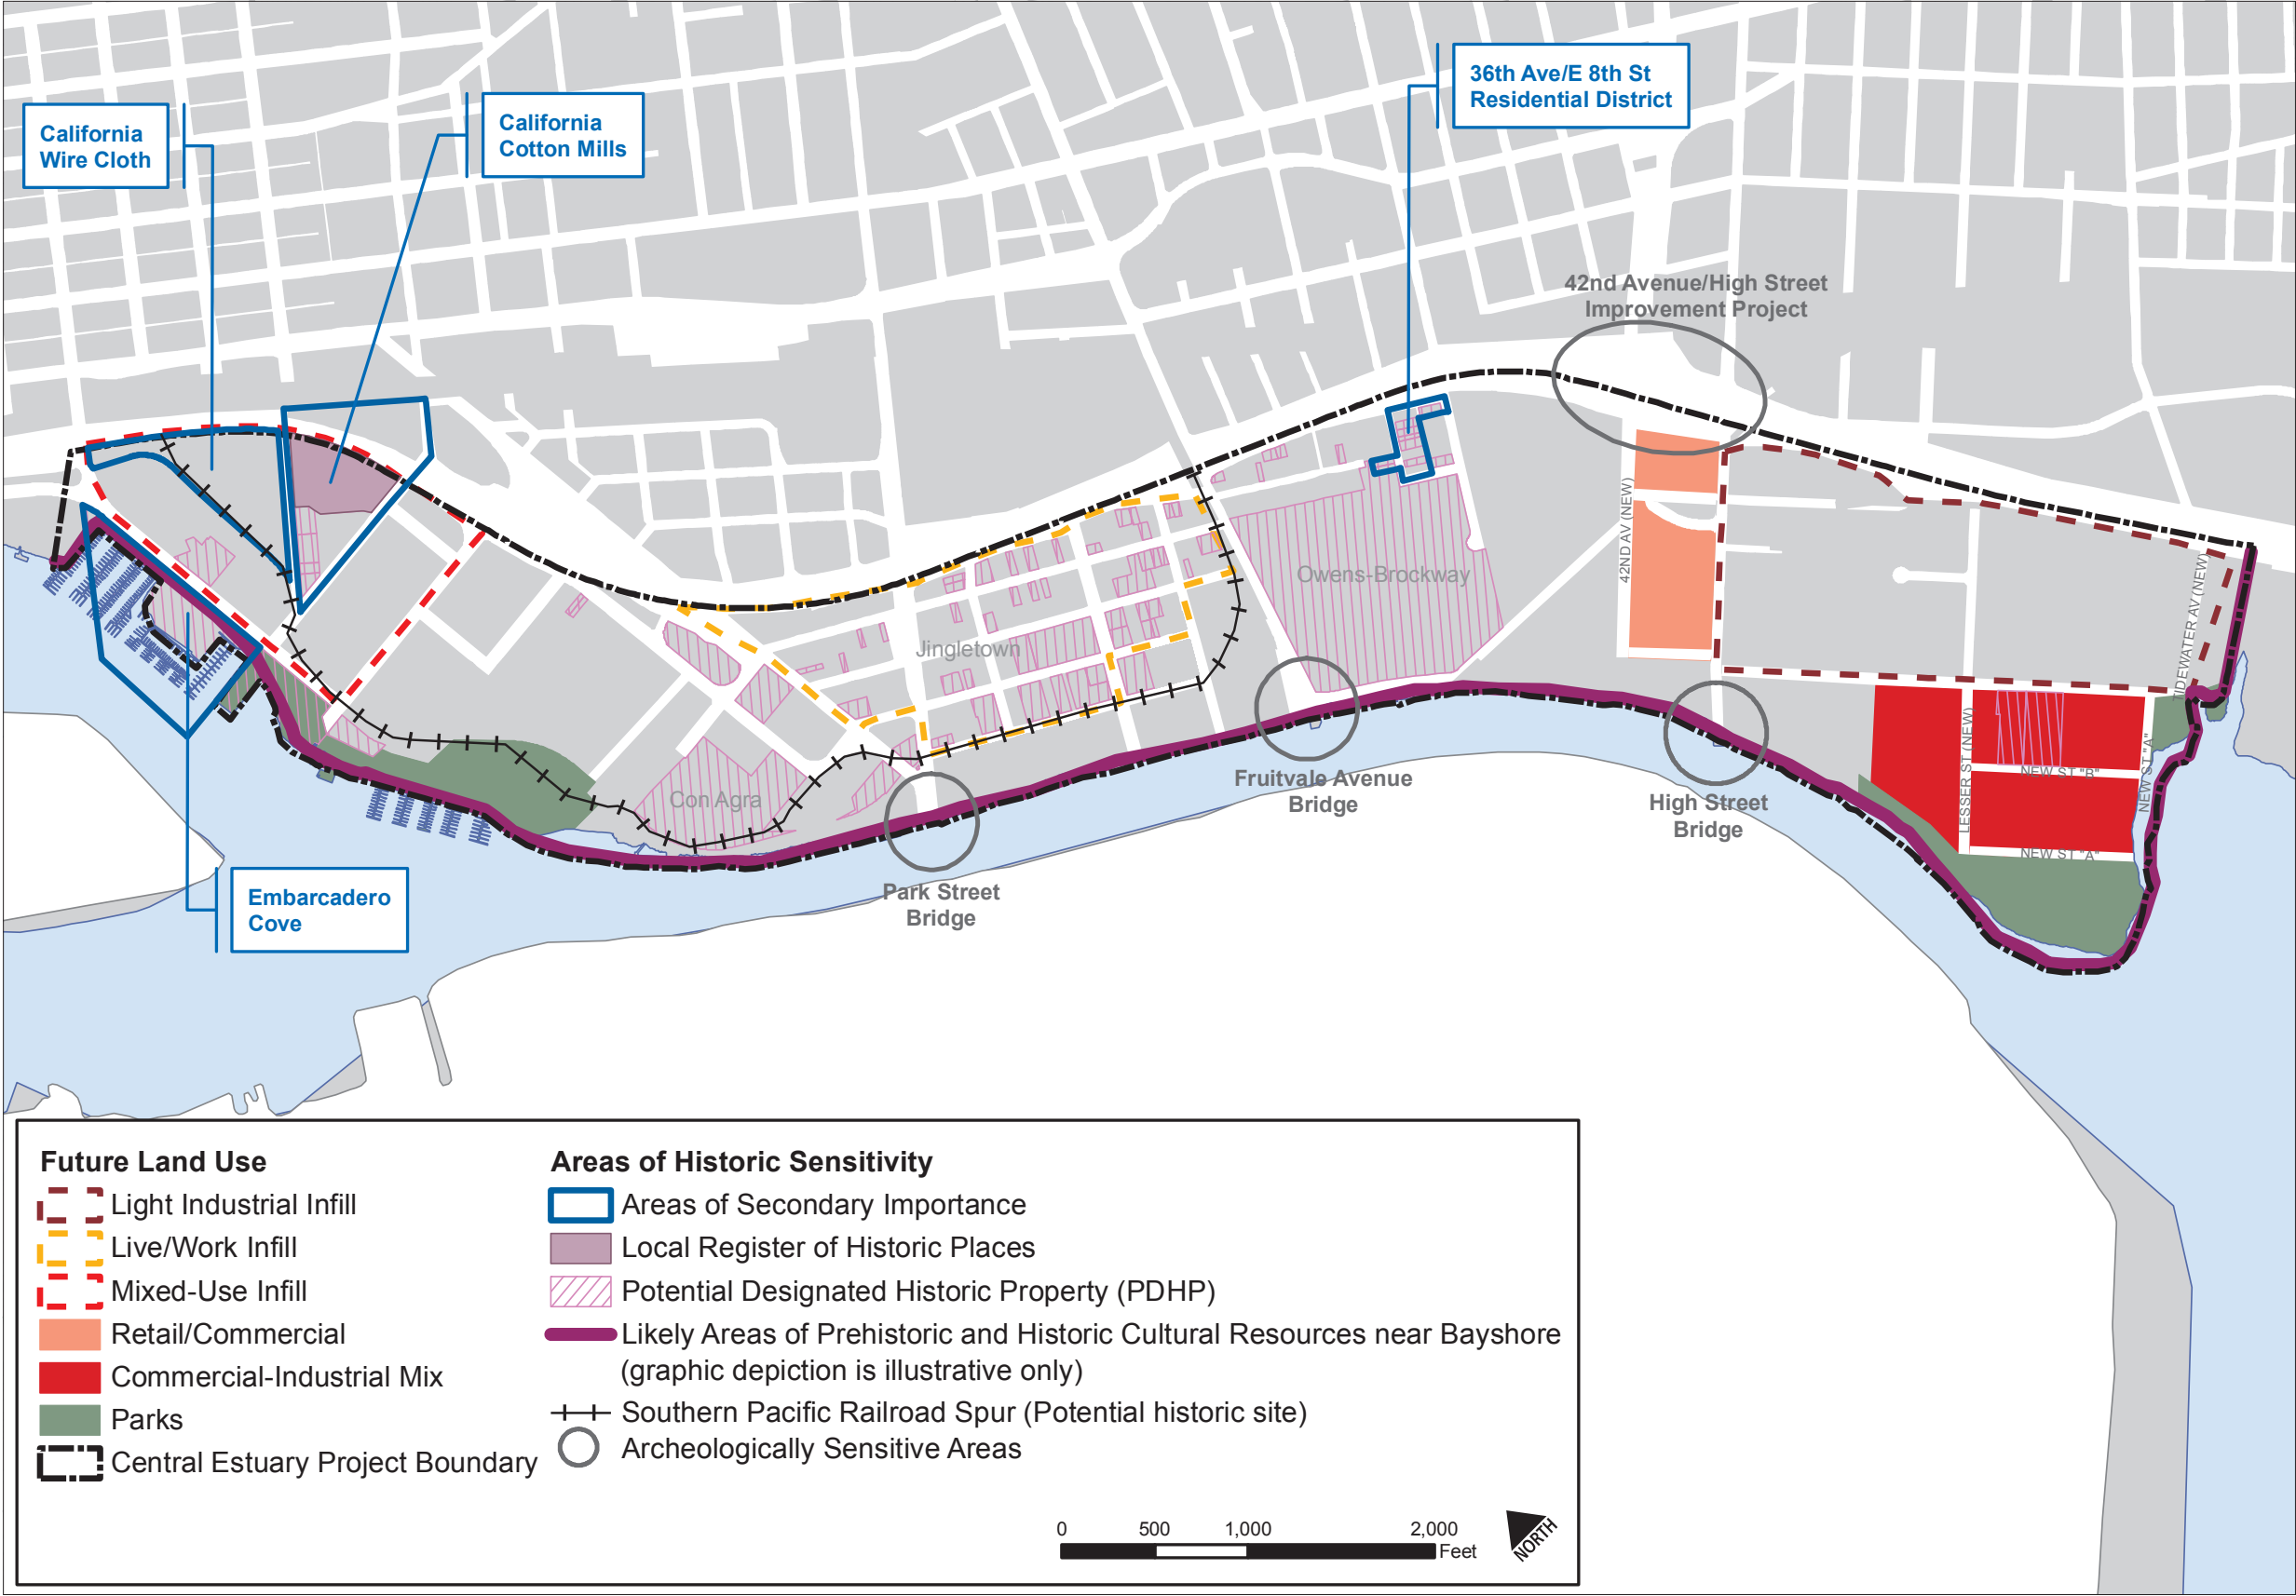 36th Ave/E 8th St
Residential District
California
Cotton Mills
California
Wire Cloth
42nd Avenue/High Street
Improvement Project
42ND AV (NEW)
Owens-Brockway
TIDEWATER AV (NEW)
Jingletown
LESSER ST (NEW)
NEW ST "B"
NEW ST "A"
NEW ST "A"
Con Agra
Fruitvale Avenue
Bridge
High Street
Bridge
Park Street
Bridge
Embarcadero
Cove
Future Land Use
Light Industrial Infill
Live/Work Infill
Mixed-Use Infill
Retail/Commercial
Commercial-Industrial Mix
Parks
Central Estuary Project Boundary
Areas of Historic Sensitivity
Areas of Secondary Importance
Local Register of Historic Places
Potential Designated Historic Property (PDHP)
Likely Areas of Prehistoric and Historic Cultural Resources near Bayshore
(graphic depiction is illustrative only)
Southern Pacific Railroad Spur (Potential historic site)
Archeologically Sensitive Areas
0 500 1,000 2,000
Feet
NORTH